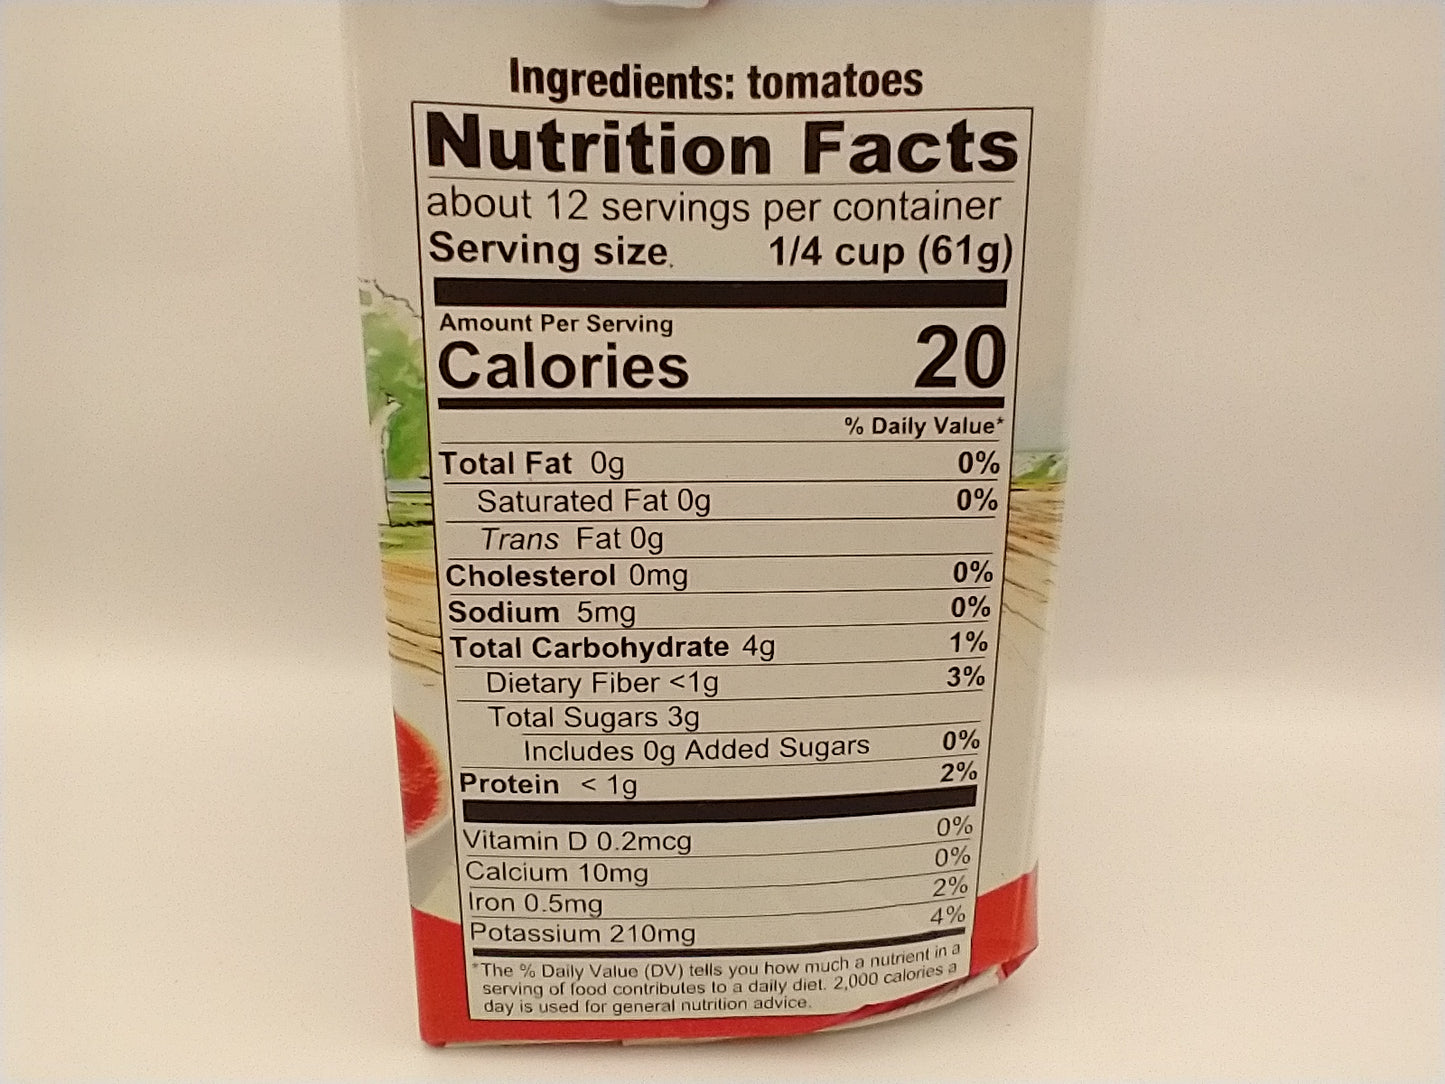 Ingredients: tomatoes
Nutrition Facts
about 12 servings per container
Serving size. 1/4 cup (61g)
Amount Per Serving
Calories 20
% Daily Value*
Total Fat 0g 0%
Saturated Fat 0g 0%
Trans Fat 0g
Cholesterol 0mg 0%
Sodium 5mg 0%
Total Carbohydrate 4g 1%
Dietary Fiber <1g 3%
Total Sugars 3g
Includes 0g Added Sugars 0%
Protein < 1g 2%
Vitamin D 0.2mcg 0%
Calcium 10mg 0%
Iron 0.5mg 2%
Potassium 210mg 4%
*The % Daily Value (DV) tells you how much a nutrient in a
serving of food contributes to a daily diet. 2,000 calories a
day is used for general nutrition advice.